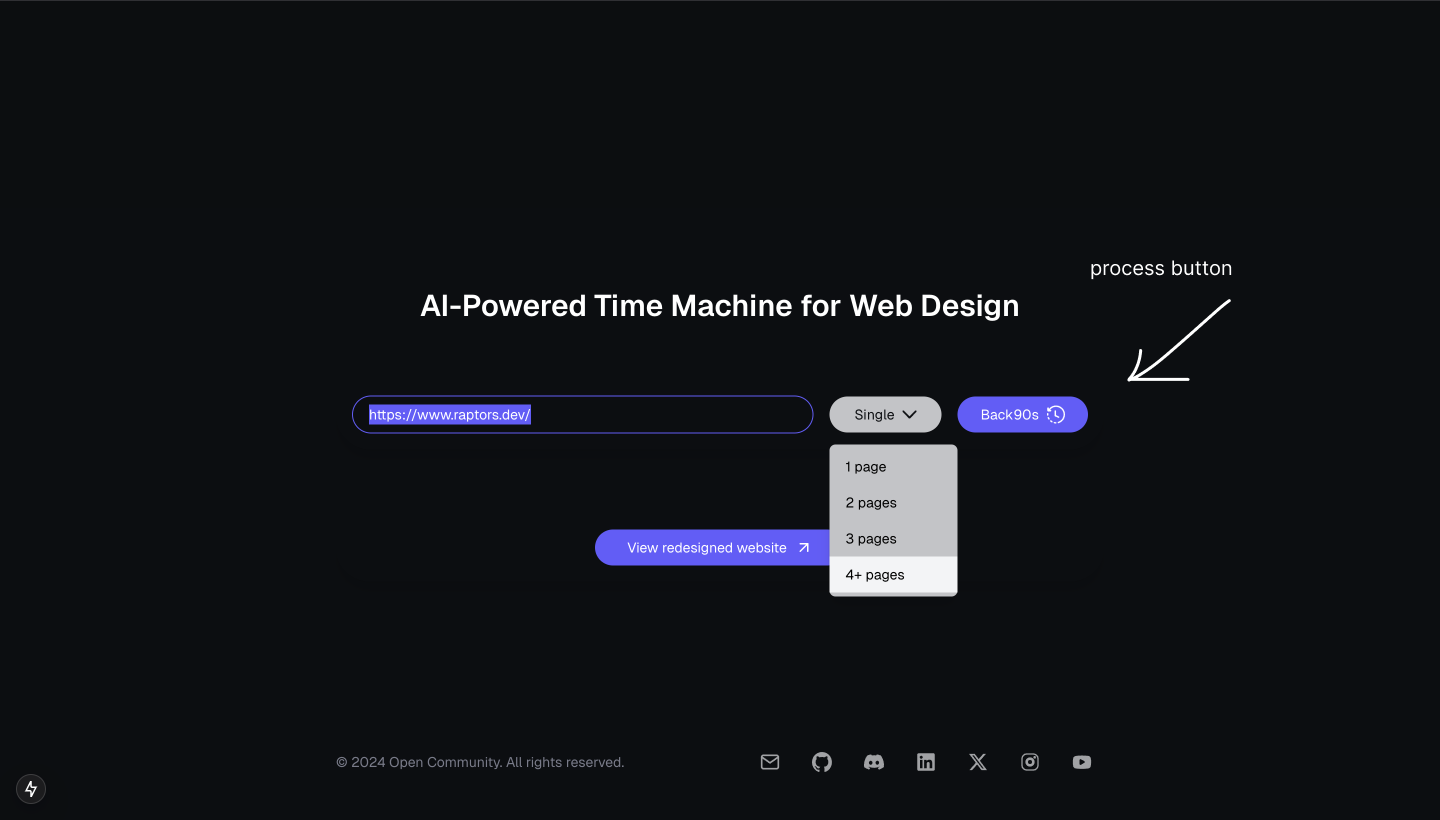 process button
AI-Powered Time Machine for Web Design
https://www.raptors.dev/
Single
Back90s
1 page
2 pages
3 pages
4+ pages
View redesigned website
© 2024 Open Community. All rights reserved.